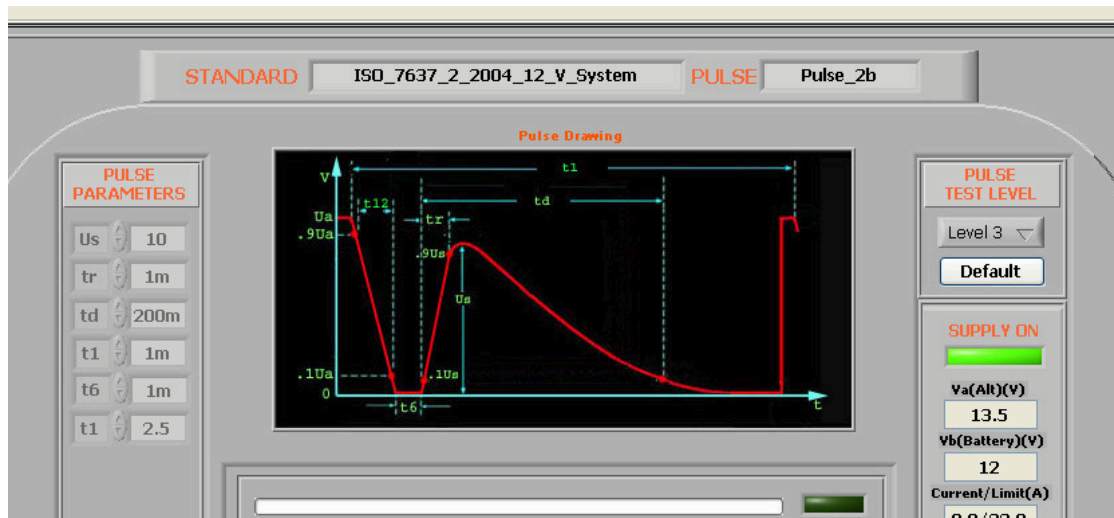 STANDARD ISO_7637_2_2004_12_V_System PULSE Pulse_2b
Pulse Drawing
PULSE
PARAMETERS
Us 10
tr 1m
td 200m
t1 1m
t6 1m
t1 2.5
V
t1
t12
td
Ua
tr
.9Ua
.9Us
Us
.1Ua
.1Us
0
t6
t
PULSE
TEST LEVEL
Level 3
Default
SUPPLY ON
Va(Alt)(V)
13.5
Vb(Battery)(V)
12
Current/Limit(A)